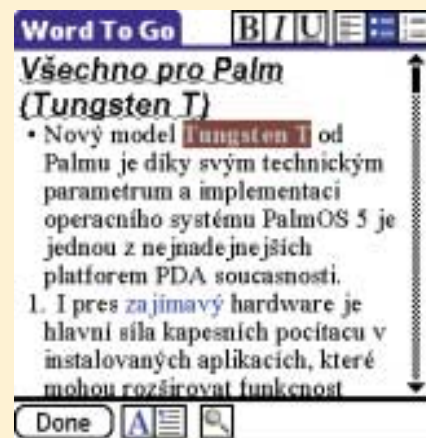 Word To Go
B I U
Všechno pro Palm
(Tungsten T)
• Nový model Tungsten T od
Palmu je díky svým technickým
parametrum a implementaci
operacního systému PalmOS 5 je
jednou z nejnadejnejších
platforem PDA soucasnosti.
1. I pres zajímavý hardware je
hlavní síla kapesních pocítacu v
instalovaných aplikacích, které
mohou rozširovat funkcnost
Done A